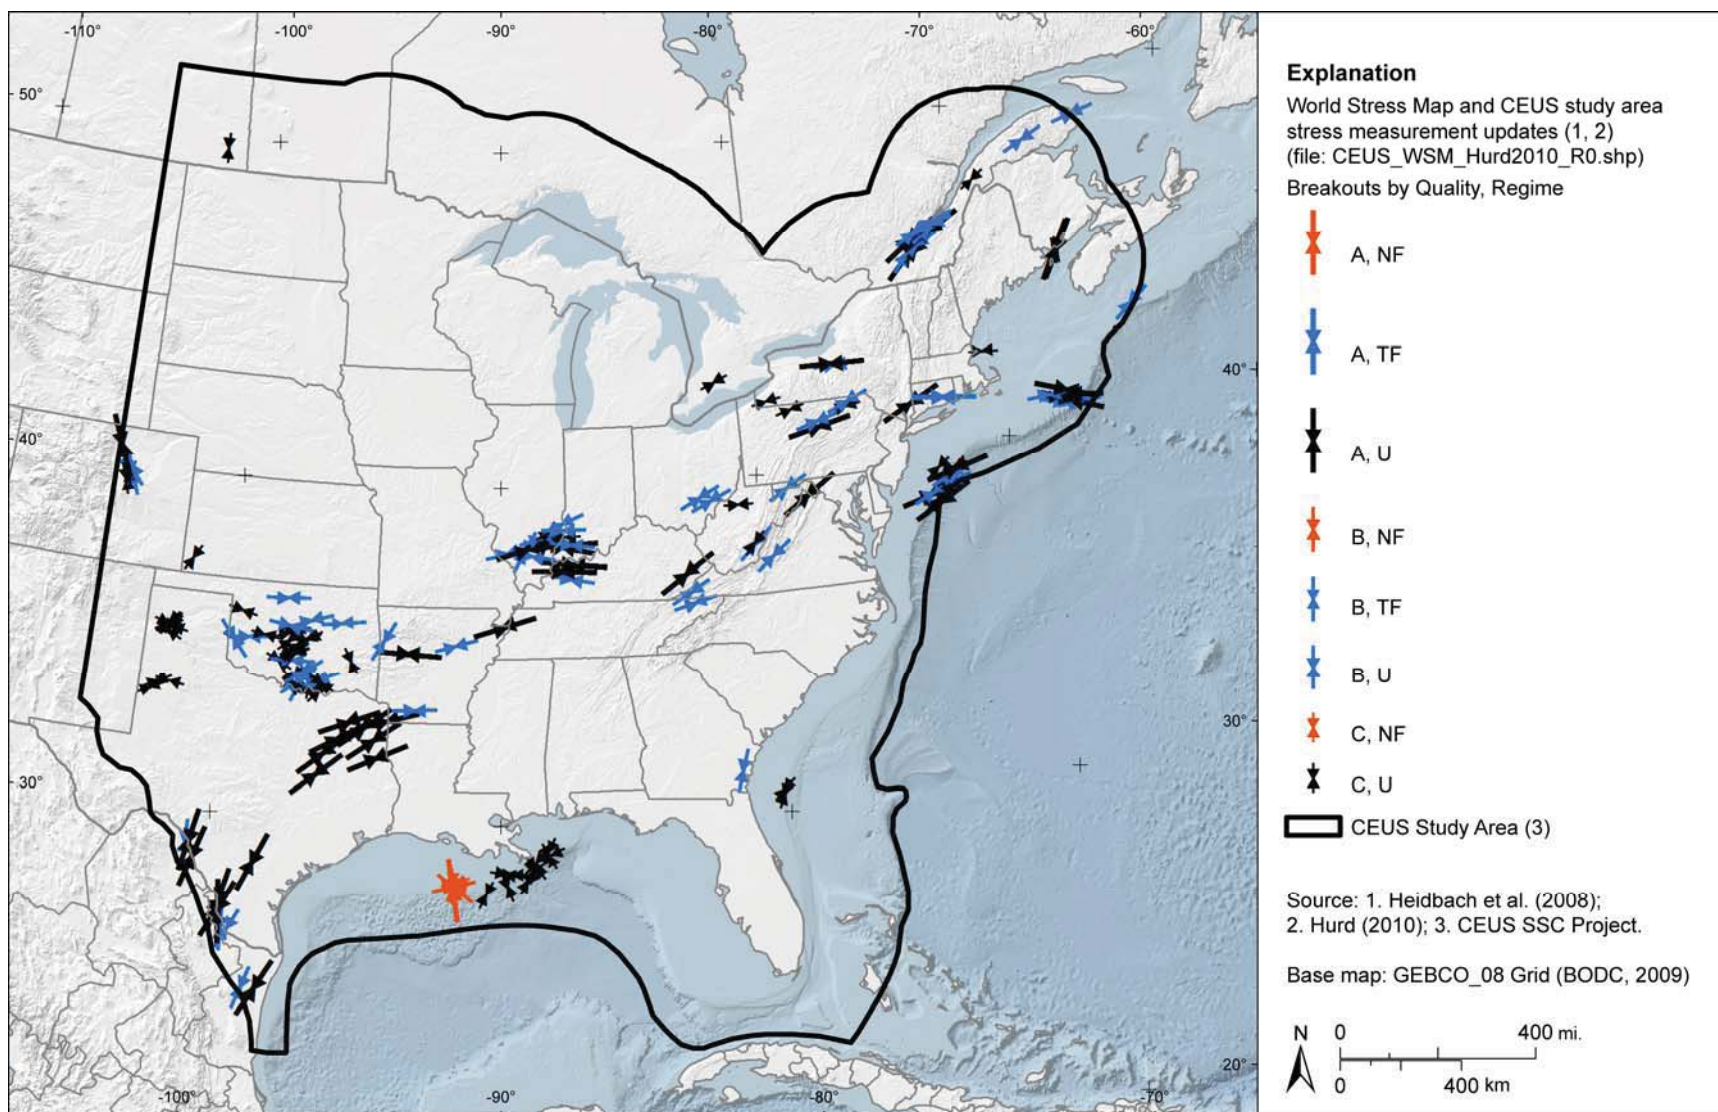 -110°
-100°
-90°
-80°
-70°
-60°
50°
40°
40°
30°
30°
20°
-100°
-90°
-80°
-70°
Explanation
World Stress Map and CEUS study area
stress measurement updates (1, 2)
(file: CEUS_WSM_Hurd2010_R0.shp)
Breakouts by Quality, Regime
A, NF
A, TF
A, U
B, NF
B, TF
B, U
C, NF
C, U
CEUS Study Area (3)
Source: 1. Heidbach et al. (2008);
2. Hurd (2010); 3. CEUS SSC Project.
Base map: GEBCO_08 Grid (BODC, 2009)
N
0 400 mi.
0 400 km